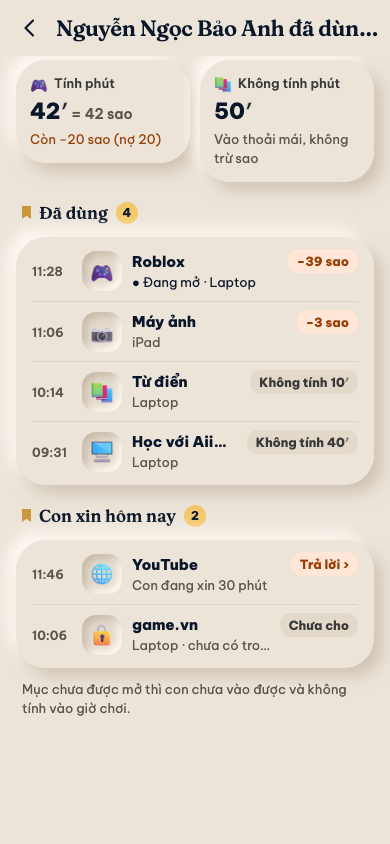 Nguyễn Ngọc Bảo Anh đã dùn...
Tính phút
42′ = 42 sao
Còn −20 sao (nợ 20)
Không tính phút
50′
Vào thoải mái, không
trừ sao
Đã dùng 4
11:28
Roblox
● Đang mở · Laptop
−39 sao
11:06
Máy ảnh
iPad
−3 sao
10:14
Từ điển
Laptop
Không tính 10′
09:31
Học với Aii...
Laptop
Không tính 40′
Con xin hôm nay 2
11:46
YouTube
Con đang xin 30 phút
Trả lời ›
10:06
game.vn
Laptop · chưa có tro...
Chưa cho
Mục chưa được mở thì con chưa vào được và không
tính vào giờ chơi.